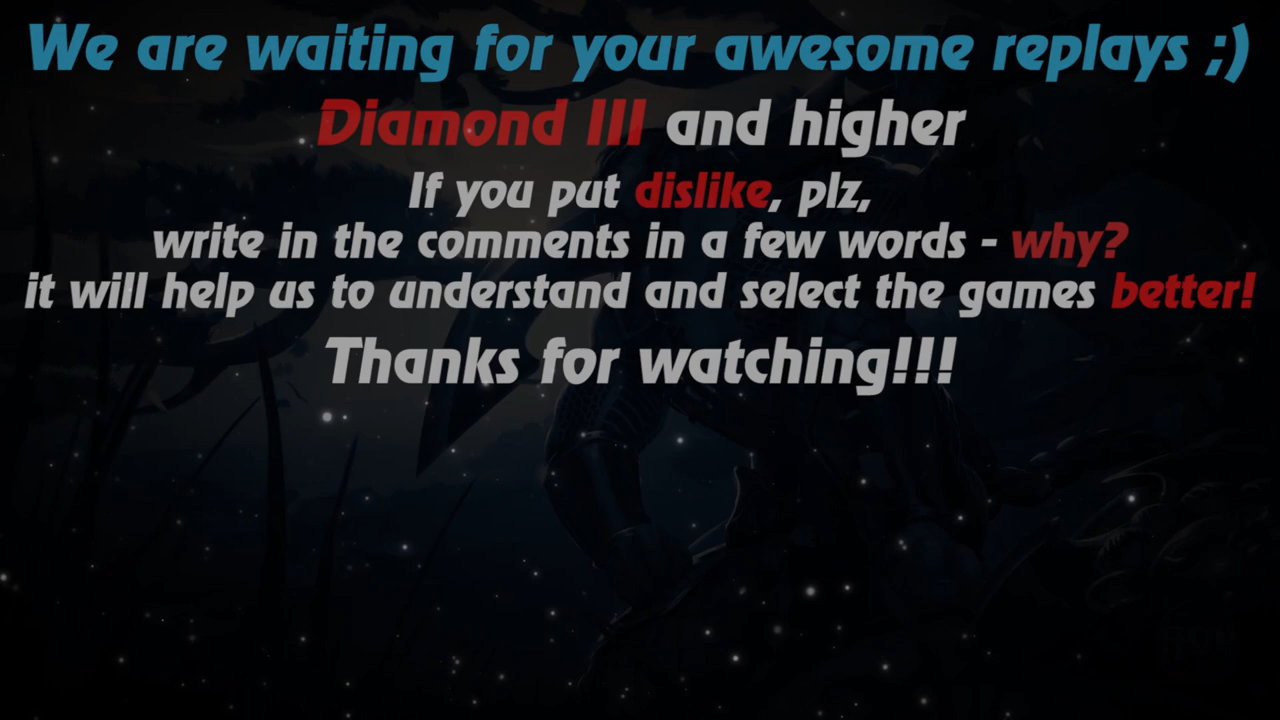 We are waiting for your awesome replays ;)
Diamond III and higher
If you put dislike, plz,
write in the comments in a few words - why?
it will help us to understand and select the games better!
Thanks for watching!!!